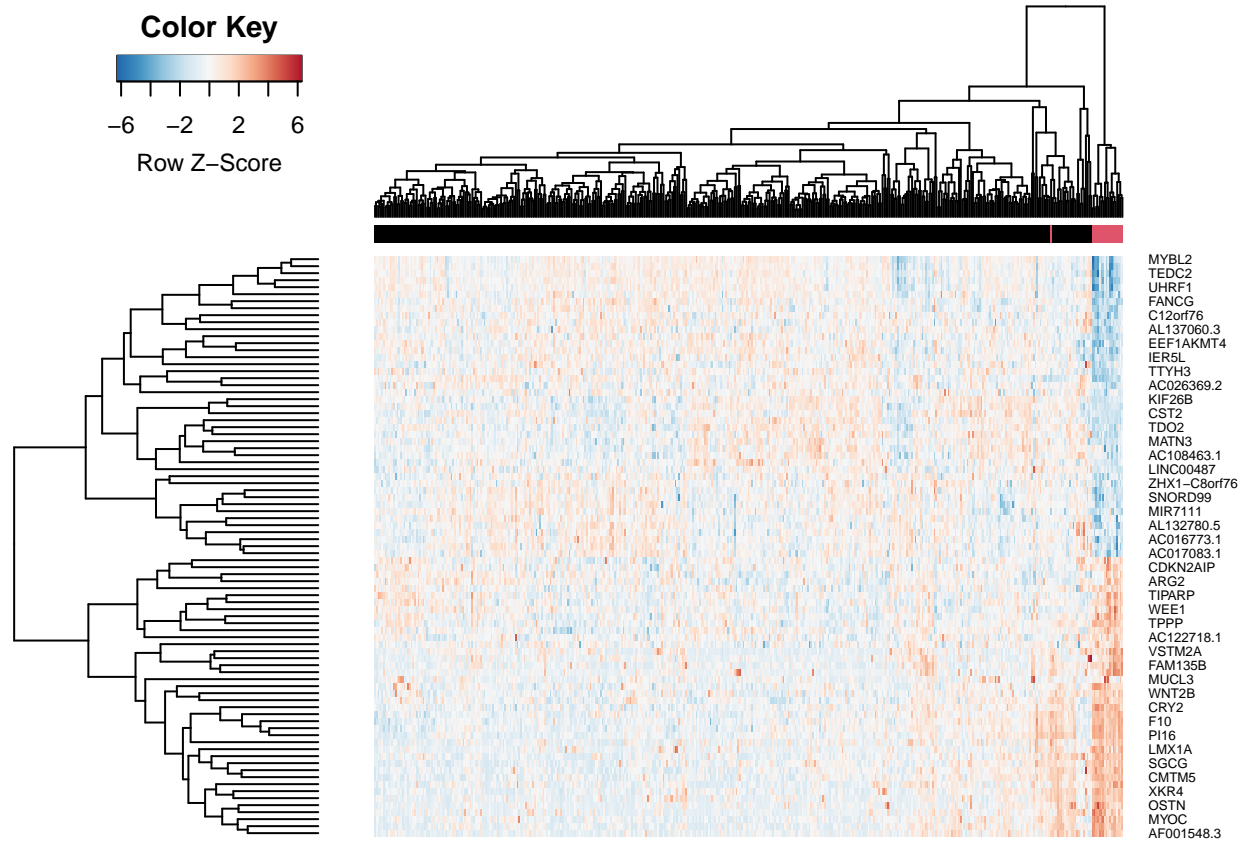 Color Key
−6 −2 2 6
Row Z−Score
MYBL2
TEDC2
UHRF1
FANCG
C12orf76
AL137060.3
EEF1AKMT4
IER5L
TTYH3
AC026369.2
KIF26B
CST2
TDO2
MATN3
AC108463.1
LINC00487
ZHX1−C8orf76
SNORD99
MIR7111
AL132780.5
AC016773.1
AC017083.1
CDKN2AIP
ARG2
TIPARP
WEE1
TPPP
AC122718.1
VSTM2A
FAM135B
MUCL3
WNT2B
CRY2
F10
PI16
LMX1A
SGCG
CMTM5
XKR4
OSTN
MYOC
AF001548.3